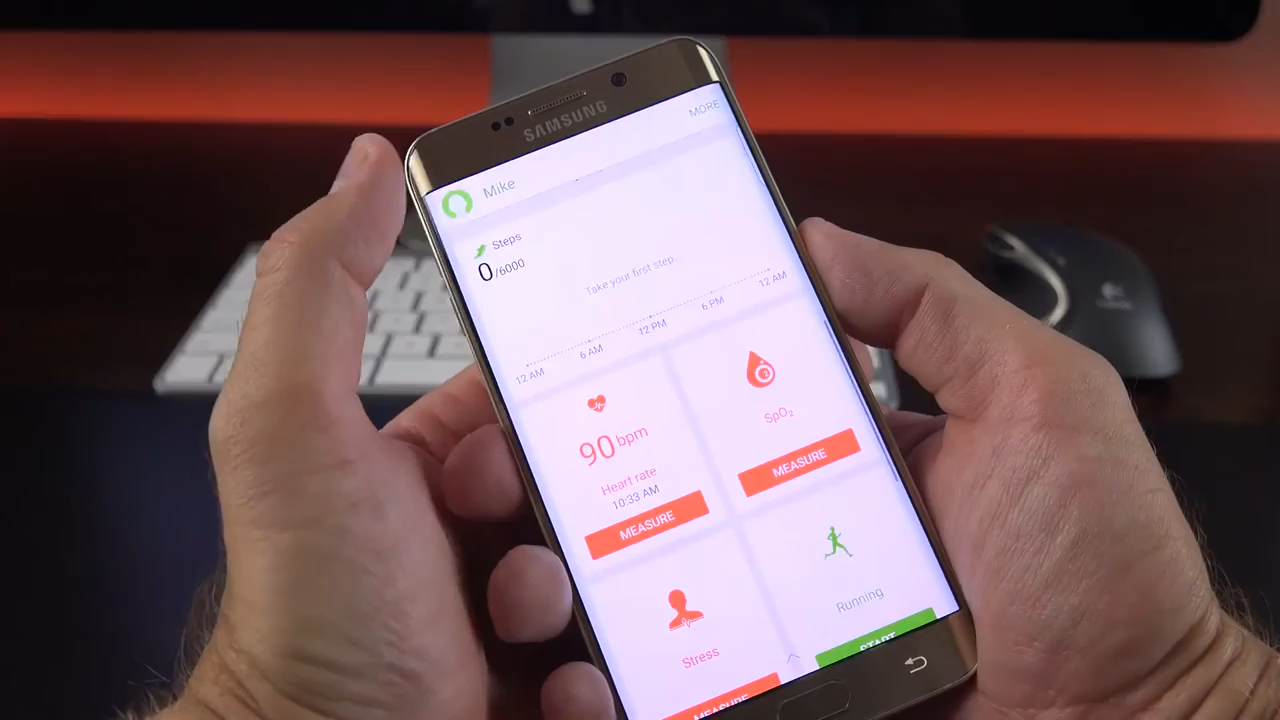 SAMSUNG
MORE
Mike
Steps
0/6000
Take your first step.
12 AM 6 AM 12 PM 6 PM 12 AM
90 bpm
Heart rate
10:33 AM
MEASURE
SpO₂
MEASURE
Stress
MEASURE
Running
START